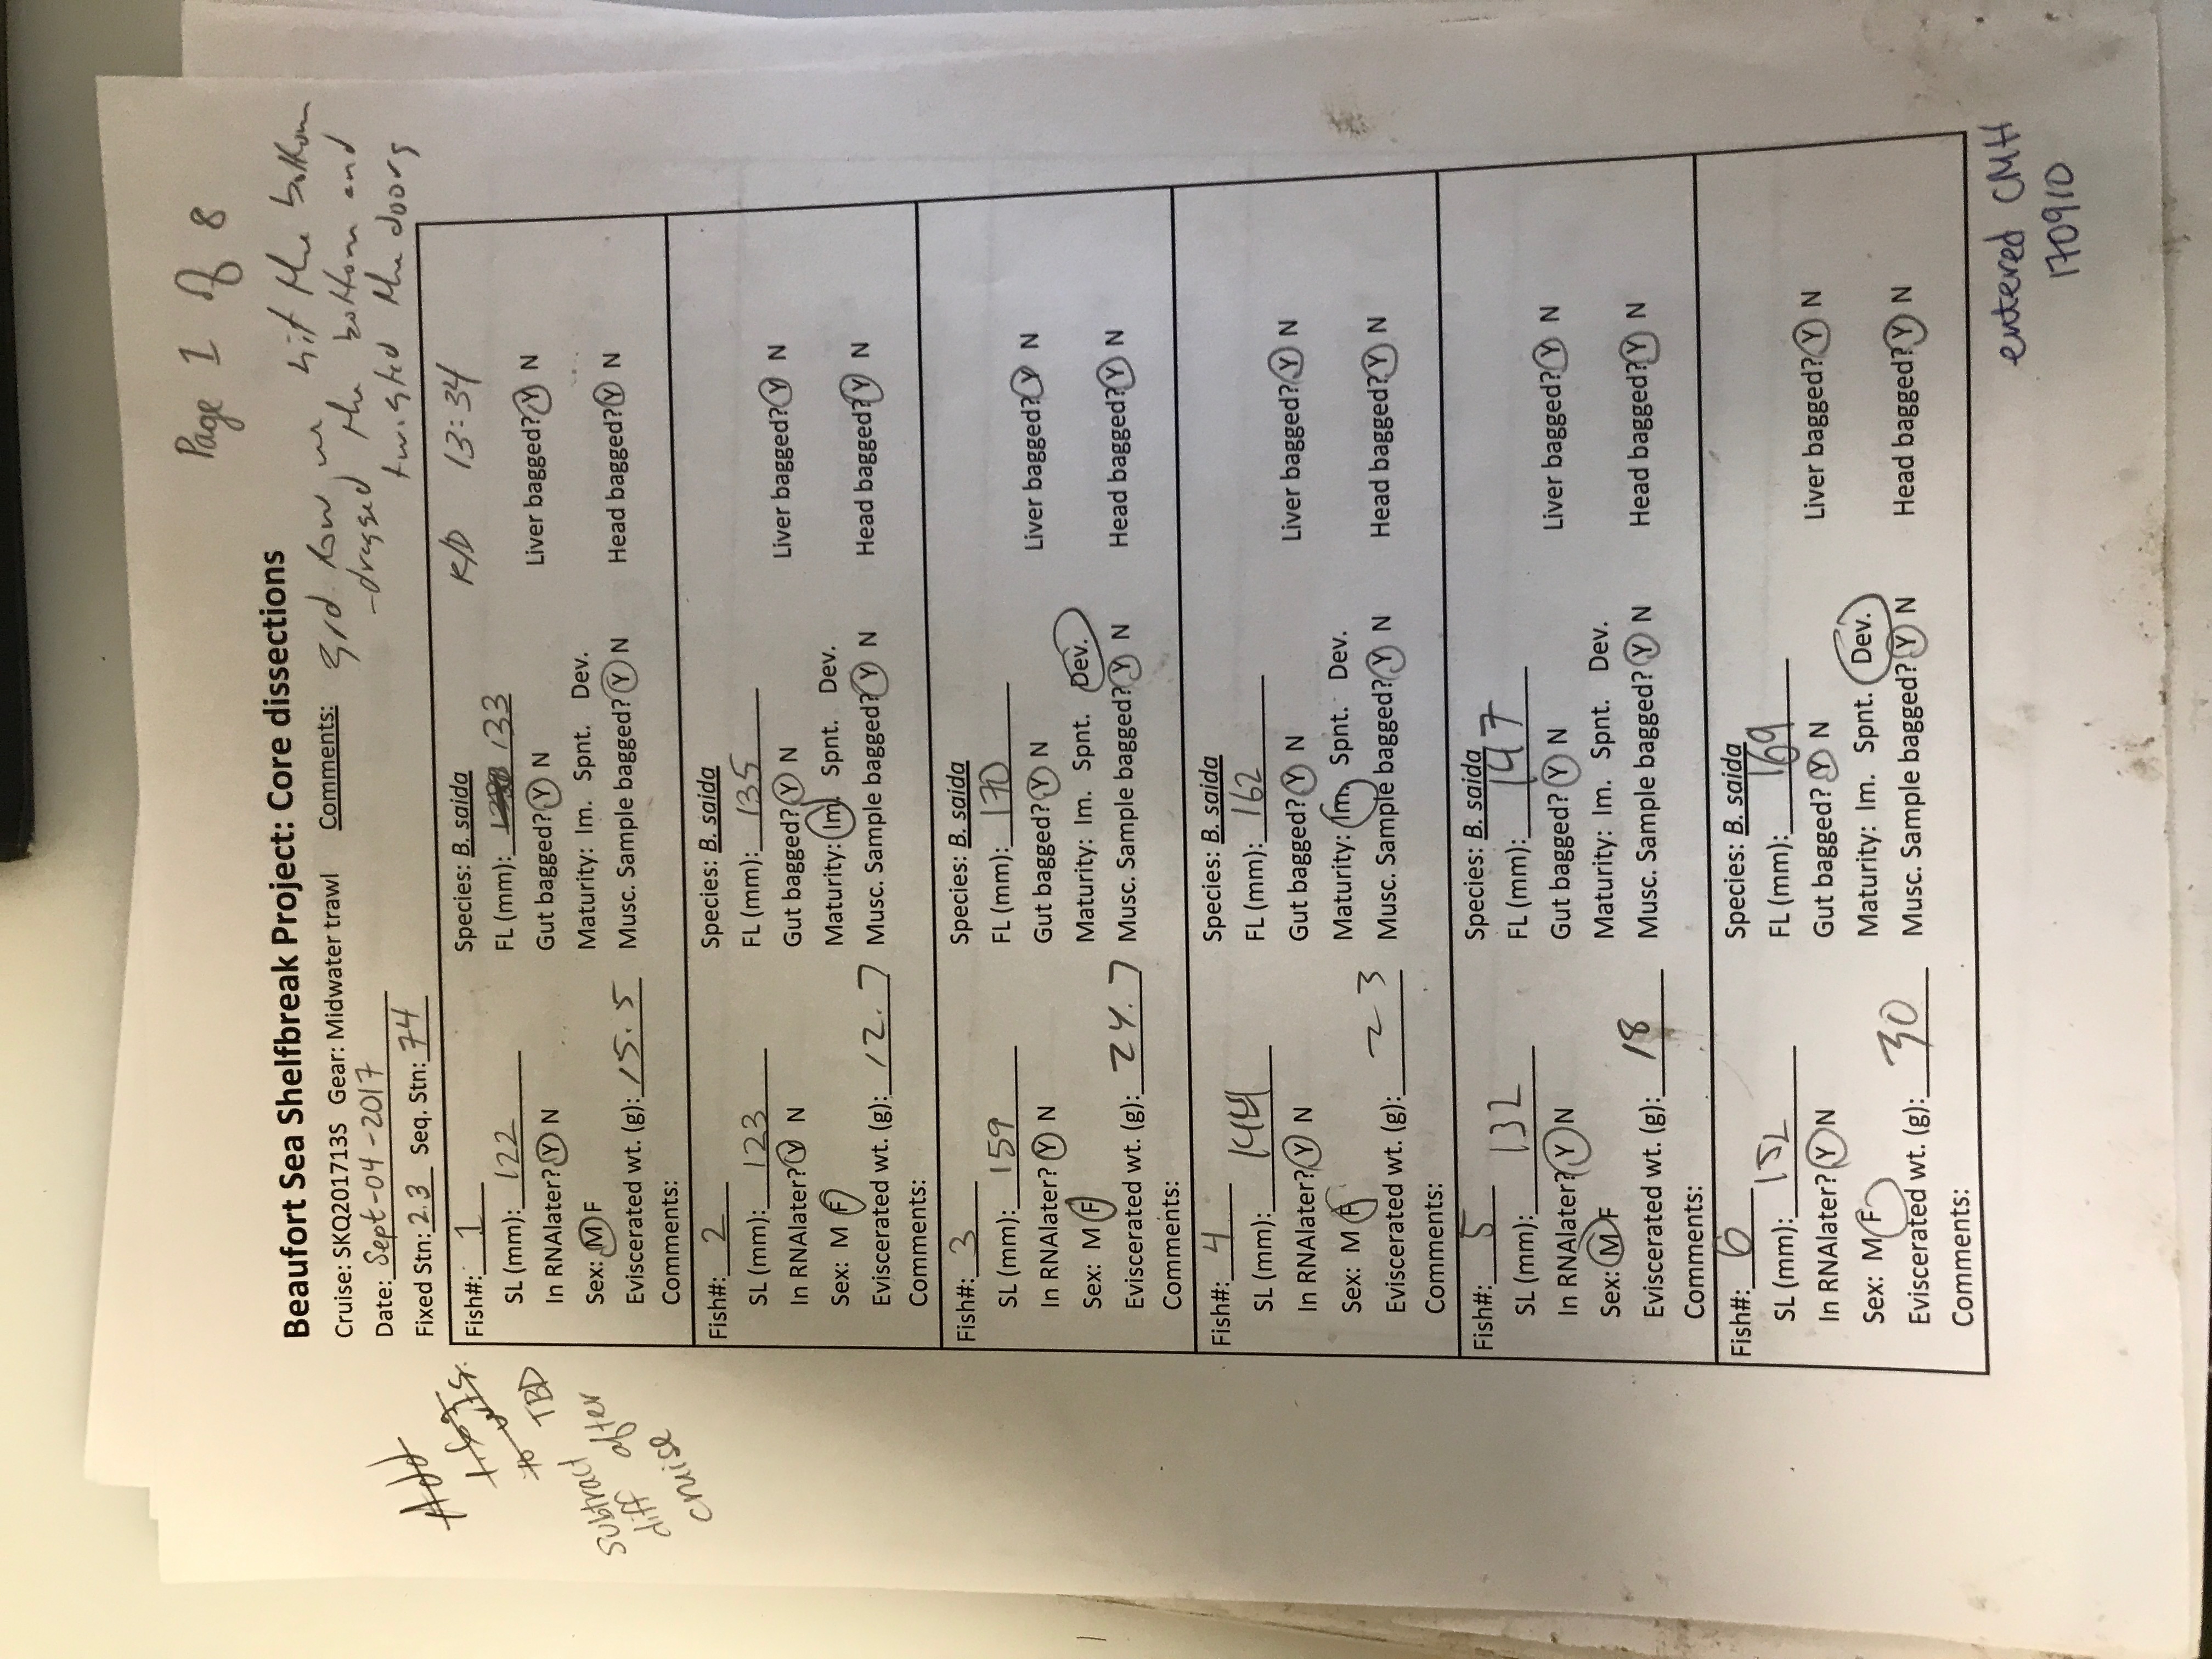 Page 1 of 8
Beaufort Sea Shelfbreak Project: Core dissections
Cruise: SKQ201713S Gear: Midwater trawl Comments: 3rd tow we hit the bottom
Date: Sept-04-2017 -dragged the bottom and
Fixed Stn: 2.3 Seq. Stn: 74 twisted the doors
Add
to TBD
subtract
diff after
cruise
Fish#: 1 Species: B. saida K/D 13:34
SL (mm): 122 FL (mm): 133
In RNAlater? Y N Gut bagged? Y N Liver bagged? Y N
Sex: M F Maturity: Im. Spnt. Dev.
Eviscerated wt. (g): 15.5 Musc. Sample bagged? Y N Head bagged? Y N
Comments:
Fish#: 2 Species: B. saida
SL (mm): 123 FL (mm): 135
In RNAlater? Y N Gut bagged? Y N Liver bagged? Y N
Sex: M F Maturity: Im. Spnt. Dev.
Eviscerated wt. (g): 12.7 Musc. Sample bagged? Y N Head bagged? Y N
Comments:
Fish#: 3 Species: B. saida
SL (mm): 159 FL (mm): 170
In RNAlater? Y N Gut bagged? Y N Liver bagged? Y N
Sex: M F Maturity: Im. Spnt. Dev.
Eviscerated wt. (g): 24.7 Musc. Sample bagged? Y N Head bagged? Y N
Comments:
Fish#: 4 Species: B. saida
SL (mm): 144 FL (mm): 162
In RNAlater? Y N Gut bagged? Y N Liver bagged? Y N
Sex: M F Maturity: Im. Spnt. Dev.
Eviscerated wt. (g): 23 Musc. Sample bagged? Y N Head bagged? Y N
Comments:
Fish#: 5 Species: B. saida
SL (mm): 132 FL (mm): 147
In RNAlater? Y N Gut bagged? Y N Liver bagged? Y N
Sex: M F Maturity: Im. Spnt. Dev.
Eviscerated wt. (g): 18 Musc. Sample bagged? Y N Head bagged? Y N
Comments:
Fish#: 6 Species: B. saida
SL (mm): 152 FL (mm): 169
In RNAlater? Y N Gut bagged? Y N Liver bagged? Y N
Sex: M F Maturity: Im. Spnt. Dev.
Eviscerated wt. (g): 30 Musc. Sample bagged? Y N Head bagged? Y N
Comments:
entered CMH
170910